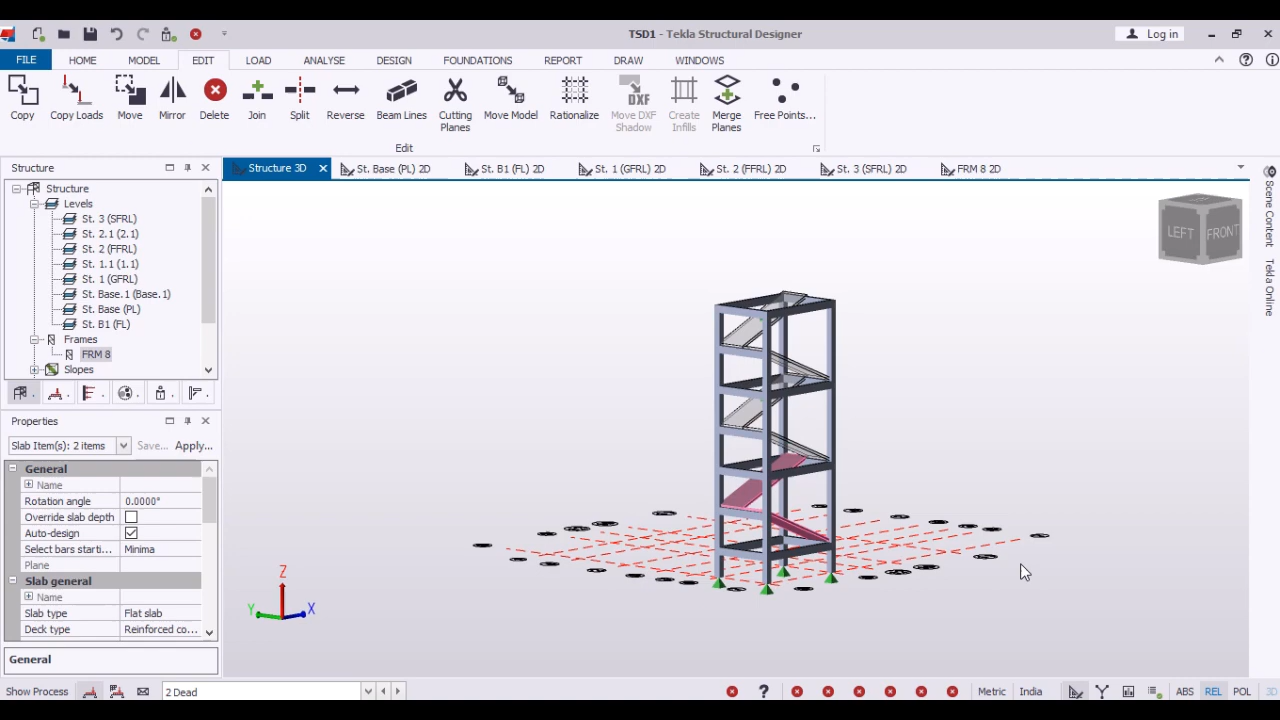 TSD1 - Tekla Structural Designer
Log in
FILE HOME MODEL EDIT LOAD ANALYSE DESIGN FOUNDATIONS REPORT DRAW WINDOWS
Copy Copy Loads Move Mirror Delete Join Split Reverse Beam Lines Cutting Planes Move Model Rationalize Move DXF Shadow Create Infills Merge Planes Free Points...
DXF
Edit
Structure
Structure 3D St. Base (PL) 2D St. B1 (FL) 2D St. 1 (GFRL) 2D St. 2 (FFRL) 2D St. 3 (SFRL) 2D FRM 8 2D
Structure
Levels
St. 3 (SFRL)
St. 2.1 (2.1)
St. 2 (FFRL)
St. 1.1 (1.1)
St. 1 (GFRL)
St. Base.1 (Base.1)
St. Base (PL)
St. B1 (FL)
Frames
FRM 8
Slopes
LEFT FRONT
Scene Content
Tekla Online
Properties
Slab Item(s): 2 items Save... Apply...
General
Name
Rotation angle 0.0000°
Override slab depth
Auto-design
Select bars starti... Minima
Plane
Slab general
Name
Slab type Flat slab
Deck type Reinforced co...
General
Z
Y
X
Show Process 2 Dead Metric India ABS REL POL 3D